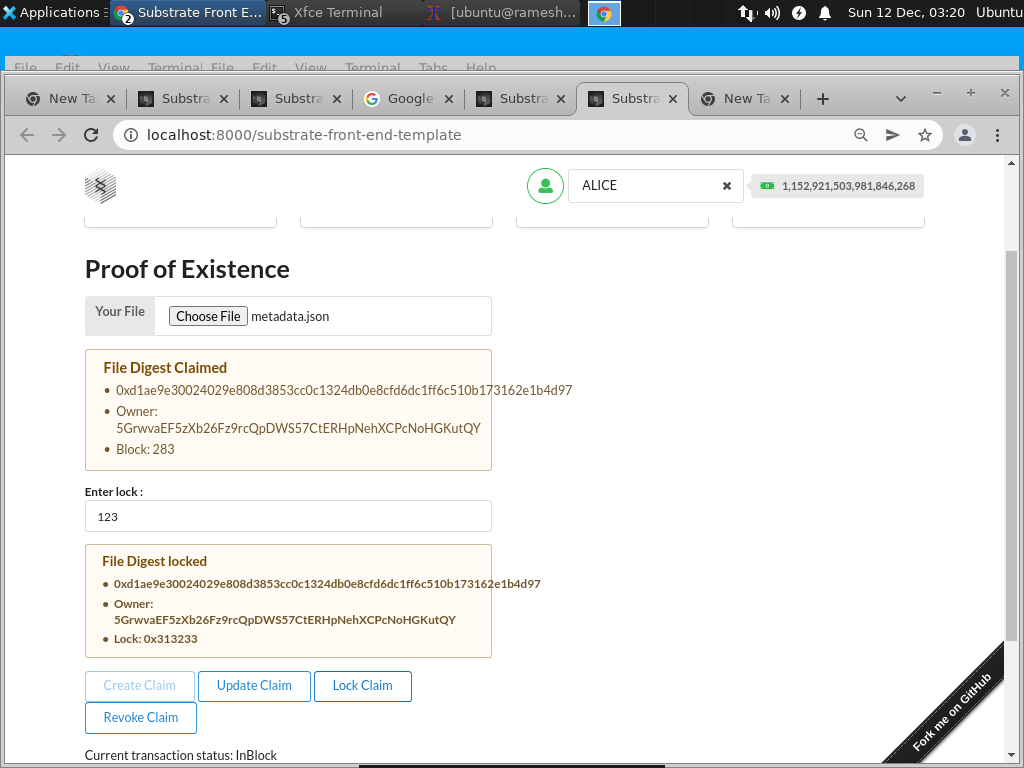 Applications
2
Substrate Front E...
5
Xfce Terminal
[ubuntu@ramesh...
Sun 12 Dec, 03:20
Ubuntu
File Edit View Terminal File Edit View Terminal Tabs Help
New Ta
Substra
Substra
Google
Substra
Substra
New Ta
localhost:8000/substrate-front-end-template
ALICE
1,152,921,503,981,846,268
Proof of Existence
Your File
Choose File metadata.json
File Digest Claimed
• 0xd1ae9e30024029e808d3853cc0c1324db0e8cfd6dc1ff6c510b173162e1b4d97
• Owner:
5GrwvaEF5zXb26Fz9rcQpDWS57CtERHpNehXCPcNoHGKutQY
• Block: 283
Enter lock :
123
File Digest locked
• 0xd1ae9e30024029e808d3853cc0c1324db0e8cfd6dc1ff6c510b173162e1b4d97
• Owner:
5GrwvaEF5zXb26Fz9rcQpDWS57CtERHpNehXCPcNoHGKutQY
• Lock: 0x313233
Create Claim
Update Claim
Lock Claim
Revoke Claim
Current transaction status: InBlock
Fork me on GitHub